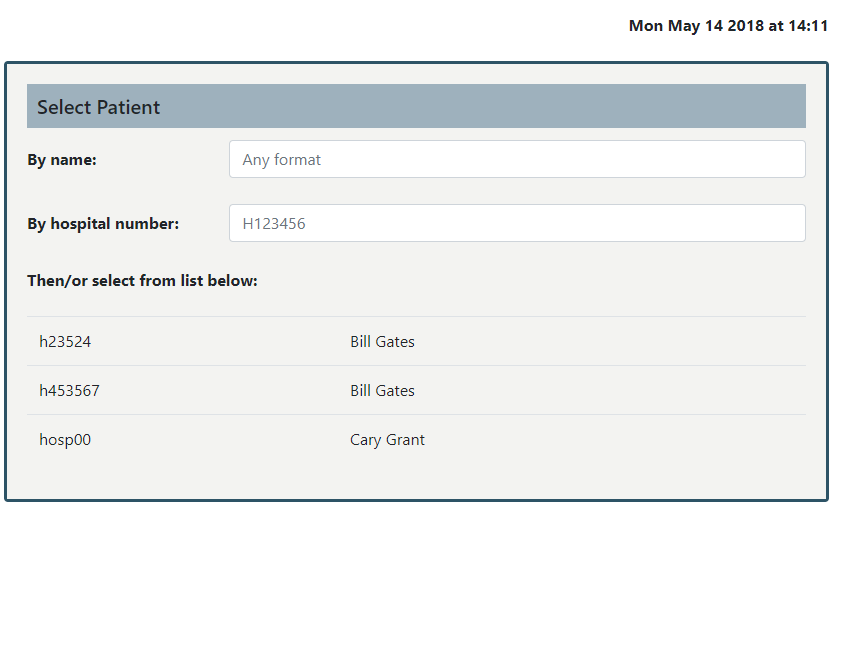 Mon May 14 2018 at 14:11
Select Patient
By name: Any format
By hospital number: H123456
Then/or select from list below:
h23524 Bill Gates
h453567 Bill Gates
hosp00 Cary Grant